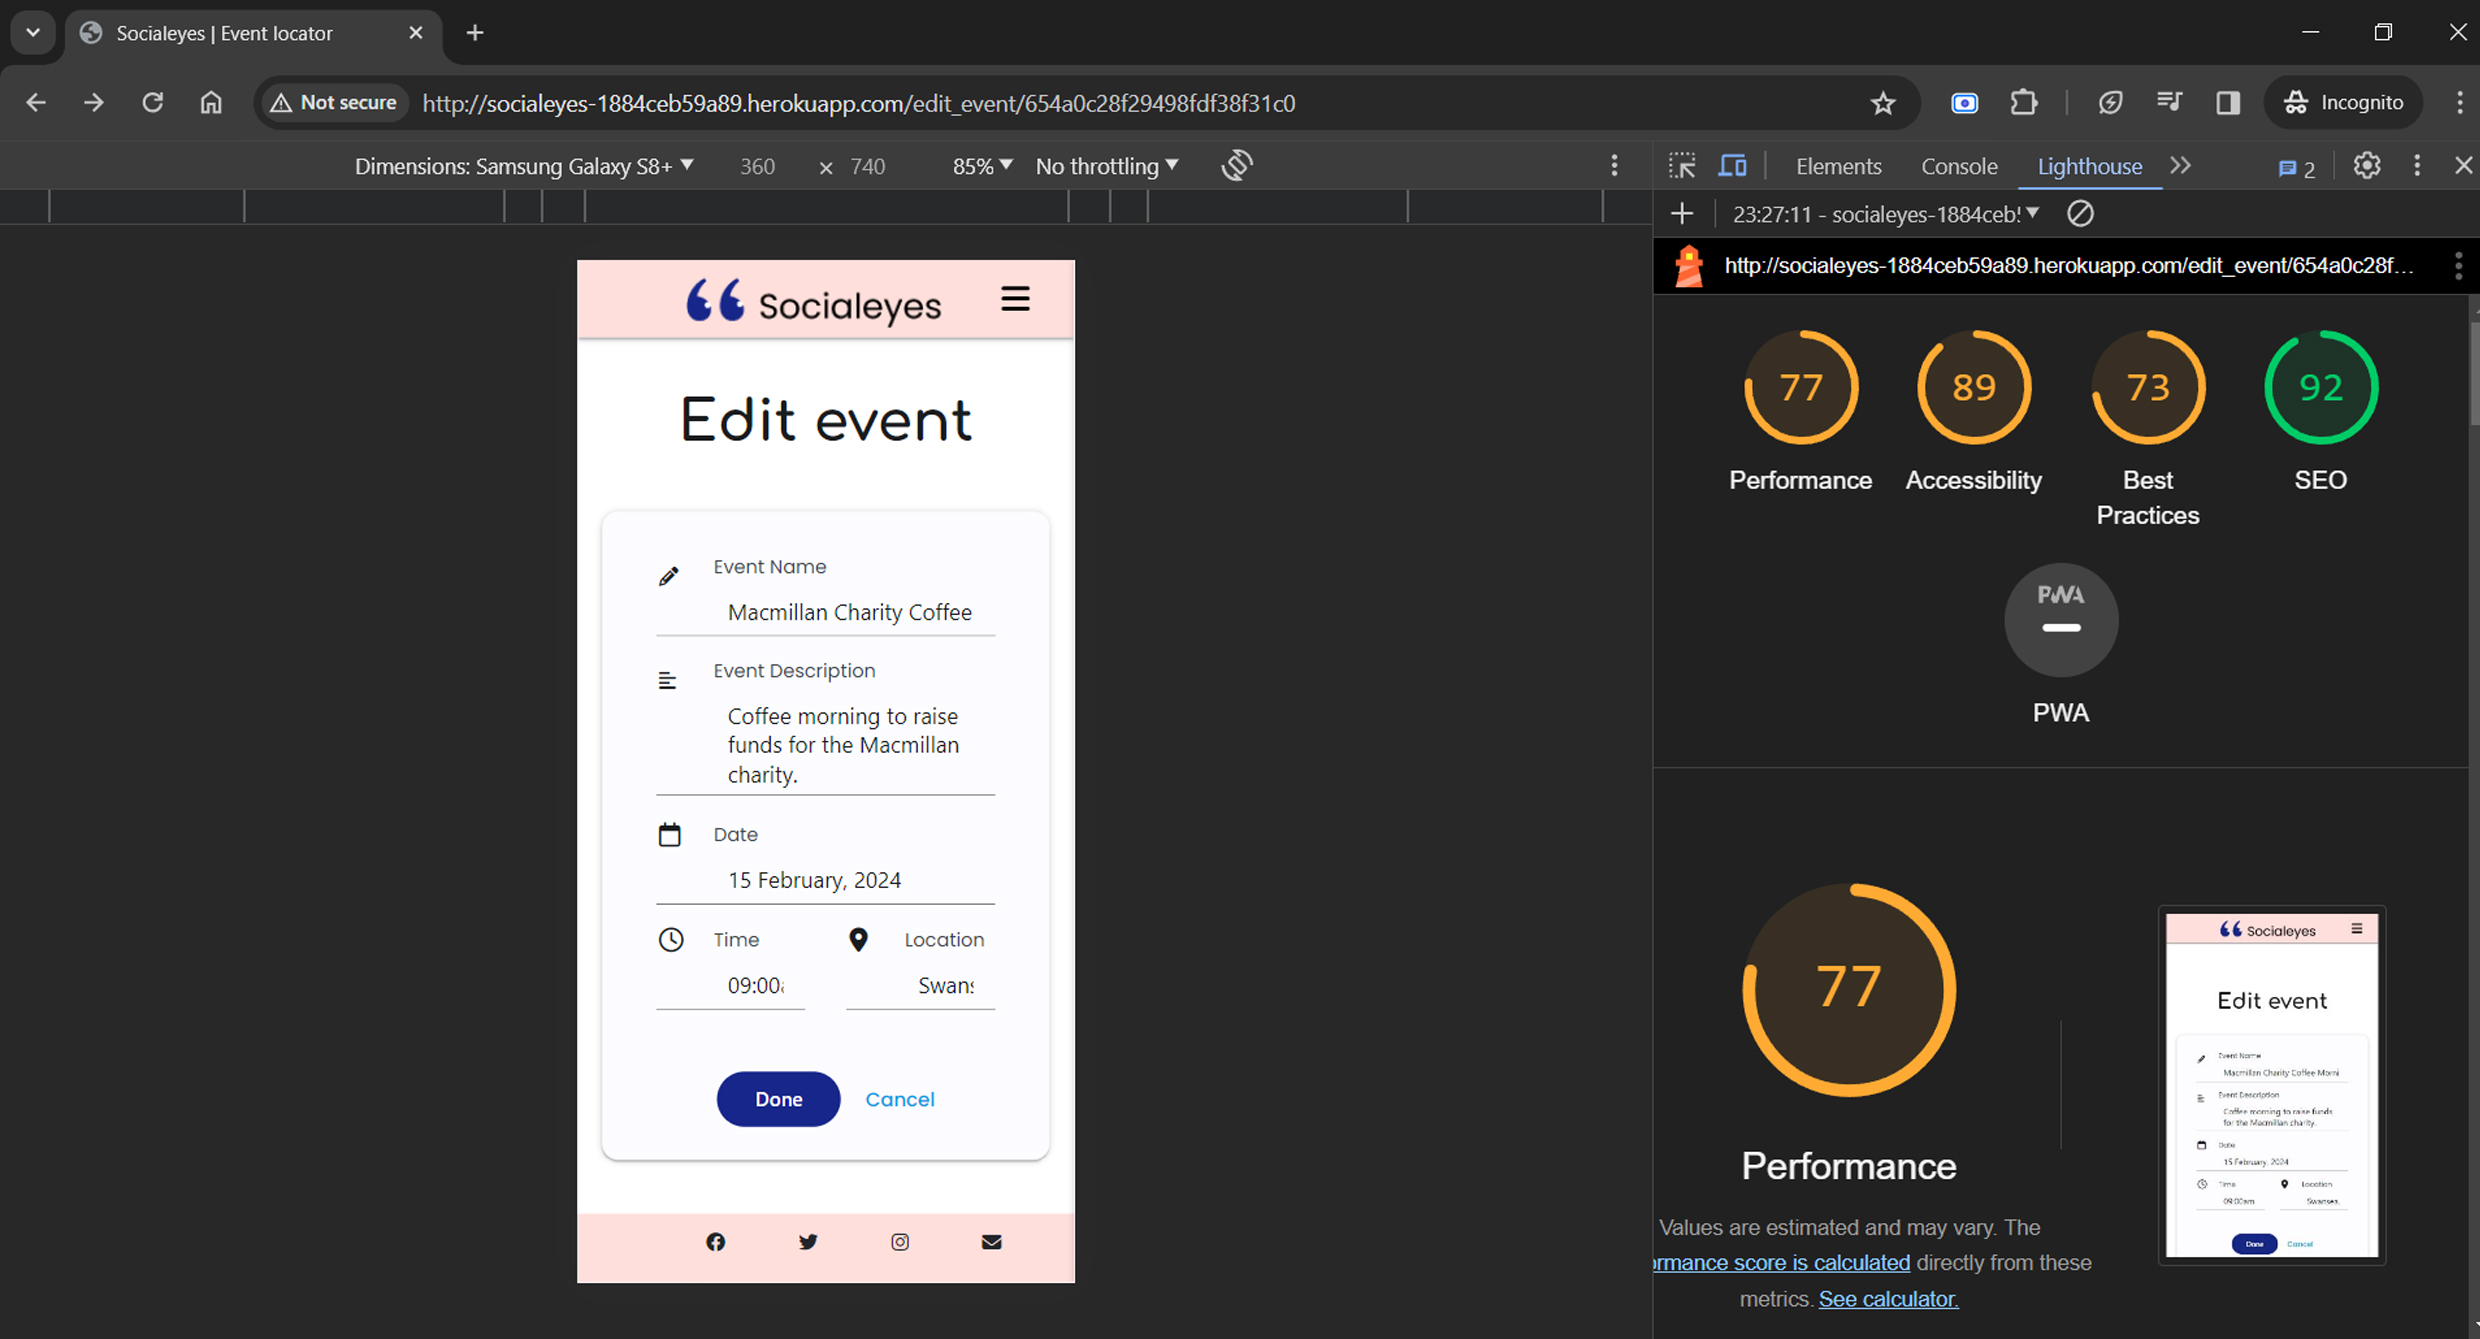 Socialeyes | Event locator
Not secure
http://socialeyes-1884ceb59a89.herokuapp.com/edit_event/654a0c28f29498fdf38f31c0
Incognito
Dimensions: Samsung Galaxy S8+ 360 × 740 85% No throttling
Elements Console Lighthouse 2
23:27:11 - socialeyes-1884ceb!
http://socialeyes-1884ceb59a89.herokuapp.com/edit_event/654a0c28f...
Socialeyes
Edit event
Event Name
Macmillan Charity Coffee
Event Description
Coffee morning to raise
funds for the Macmillan
charity.
Date
15 February, 2024
Time Location
09:00a Swans
Done Cancel
77 89 73 92
Performance Accessibility Best Practices SEO
PWA
PWA
77
Performance
Values are estimated and may vary. The
ormance score is calculated directly from these
metrics. See calculator.
Socialeyes
Edit event
Event Name
Macmillan Charity Coffee Morni
Event Description
Coffee morning to raise funds
for the Macmillan charity.
Date
15 February, 2024
Time Location
09:00am Swansea,
Done Cancel